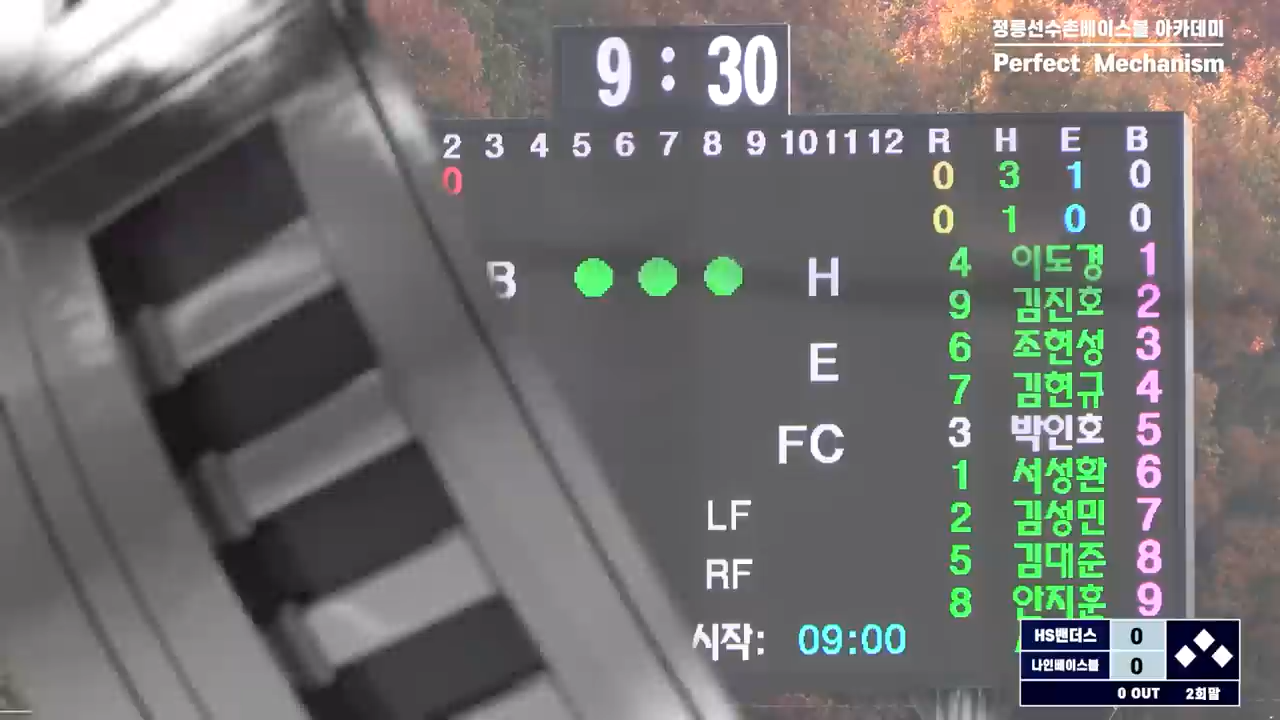 정릉선수촌베이스볼 아카데미
Perfect Mechanism
9 : 30
2 3 4 5 6 7 8 9 10 11 12 R H E B
0 0 3 1 0
0 1 0 0
4 이도경 1
B H
9 김진호 2
6 조현성 3
E
7 김현규 4
3 박인호 5
FC
1 서성환 6
LF 2 김성민 7
RF 5 김대준 8
8 안지훈 9
시작: 09:00
HS밴더스 0
나인베이스볼 0
0 OUT 2회말